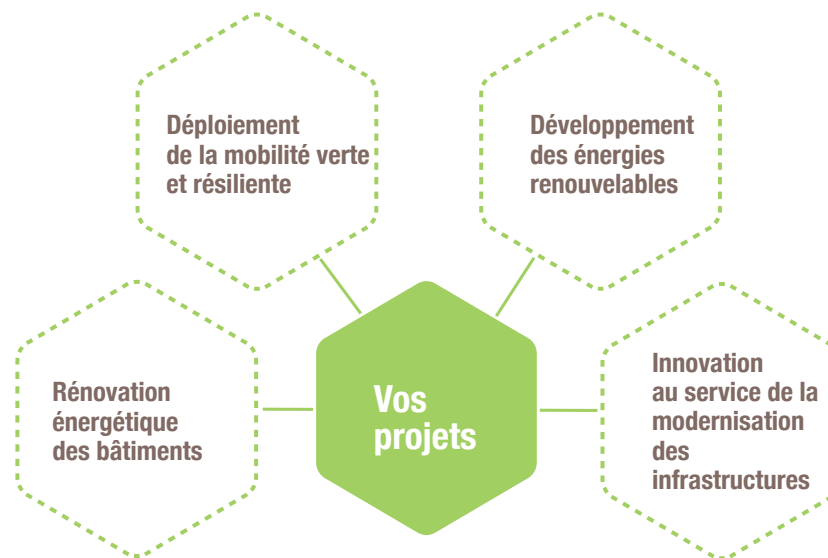 Déploiement
de la mobilité verte
et résiliente
Développement
des énergies
renouvelables
Rénovation
énergétique
des bâtiments
Vos
projets
Innovation
au service de la
modernisation
des
infrastructures